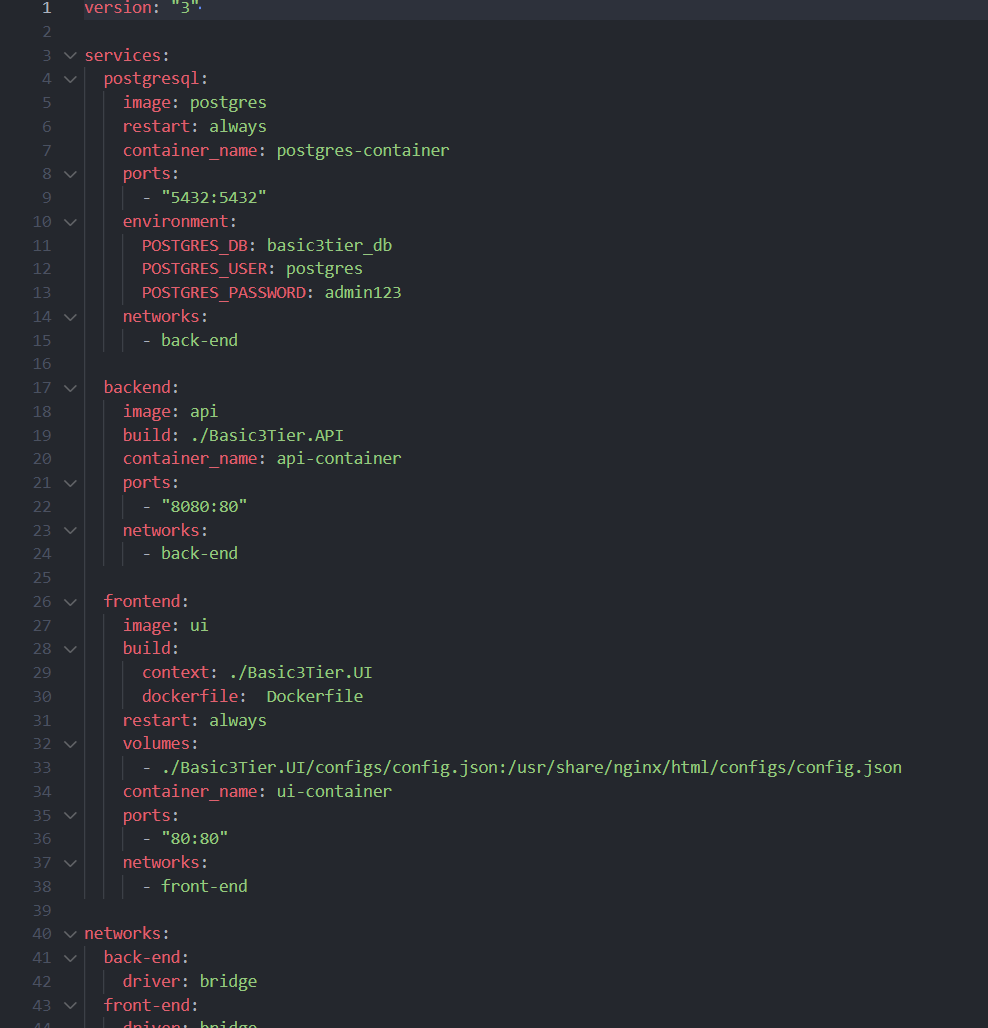 1 version: "3"
2
3 services:
4   postgresql:
5     image: postgres
6     restart: always
7     container_name: postgres-container
8     ports:
9       - "5432:5432"
10     environment:
11       POSTGRES_DB: basic3tier_db
12       POSTGRES_USER: postgres
13       POSTGRES_PASSWORD: admin123
14     networks:
15       - back-end
16
17   backend:
18     image: api
19     build: ./Basic3Tier.API
20     container_name: api-container
21     ports:
22       - "8080:80"
23     networks:
24       - back-end
25
26   frontend:
27     image: ui
28     build:
29       context: ./Basic3Tier.UI
30       dockerfile:  Dockerfile
31     restart: always
32     volumes:
33       - ./Basic3Tier.UI/configs/config.json:/usr/share/nginx/html/configs/config.json
34     container_name: ui-container
35     ports:
36       - "80:80"
37     networks:
38       - front-end
39
40 networks:
41   back-end:
42     driver: bridge
43   front-end:
44     driver: bridge